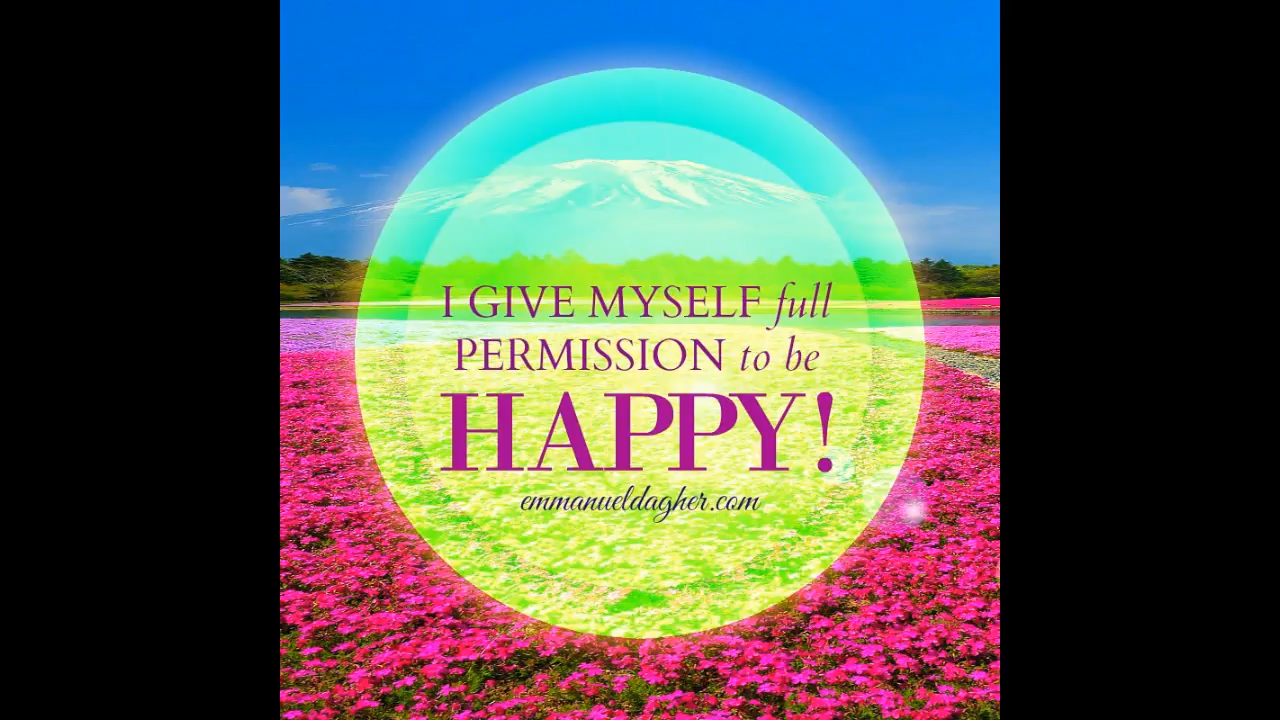 I GIVE MYSELF full
PERMISSION to be
HAPPY!
emmanueldagher.com